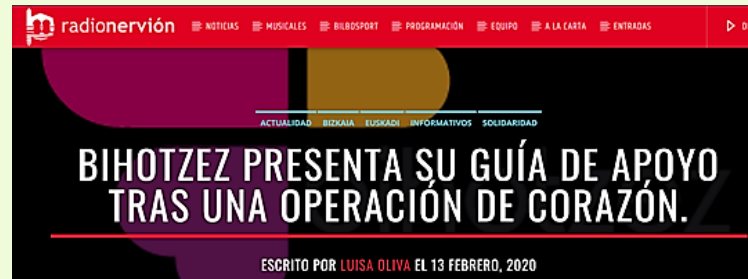 radionervión NOTICIAS MUSICALES BILBOSPORT PROGRAMACIÓN EQUIPO A LA CARTA ENTRADAS
ACTUALIDAD BIZKAIA EUSKADI INFORMATIVOS SOLIDARIDAD
BIHOTZEZ PRESENTA SU GUÍA DE APOYO
TRAS UNA OPERACIÓN DE CORAZÓN.
ESCRITO POR LUISA OLIVA EL 13 FEBRERO, 2020